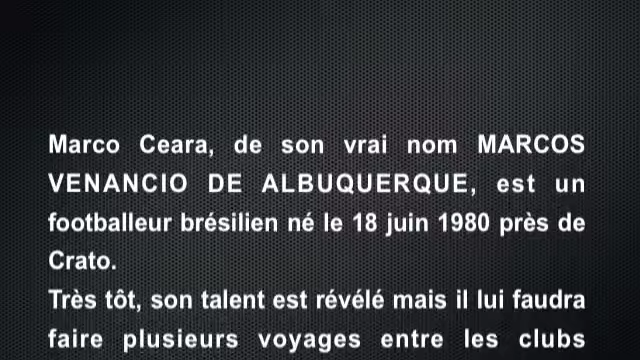 Marco Ceara, de son vrai nom MARCOS
VENANCIO DE ALBUQUERQUE, est un
footballeur brésilien né le 18 juin 1980 près de
Crato.
Très tôt, son talent est révélé mais il lui faudra
faire plusieurs voyages entre les clubs